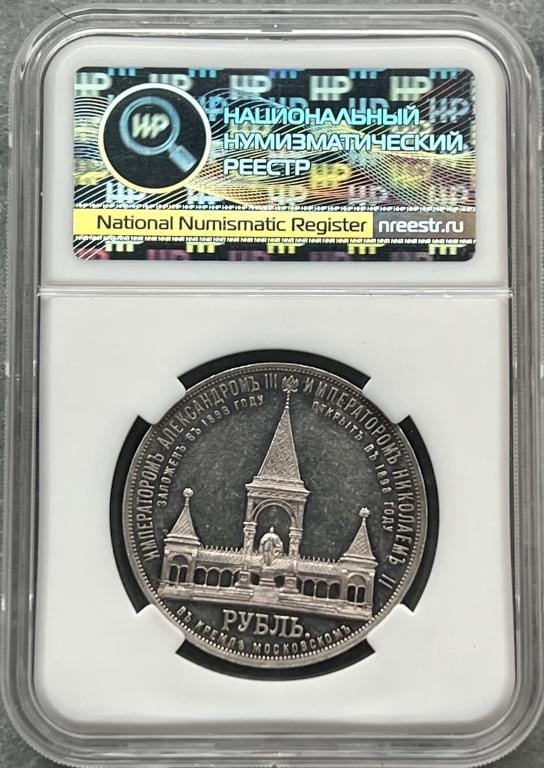 ННР
НАЦИОНАЛЬНЫЙ
НУМИЗМАТИЧЕСКИЙ
РЕЕСТР
National Numismatic Register nreestr.ru
ИМПЕРАТОРОМЪ АЛЕКСАНДРОМЪ III ИМПЕРАТОРОМЪ НИКОЛАЕМЪ II
ЗАЛОЖЕНЪ ВЪ 1893 ГОДУ ОТКРЫТЪ ВЪ 1898 ГОДУ
РУБЛЬ.
ВЪ КРЕМЛѢ МОСКОВСКОМЪ